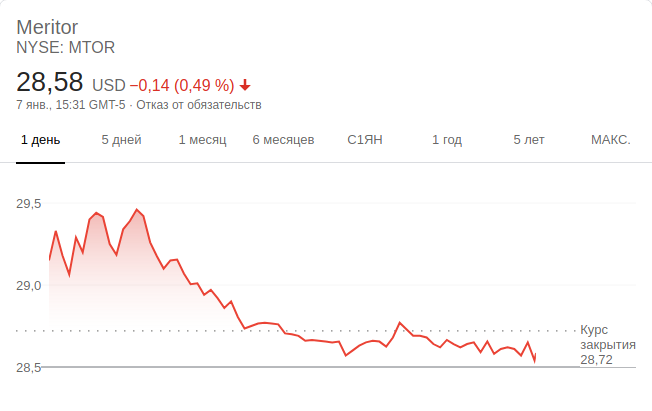 Meritor
NYSE: MTOR
28,58 USD −0,14 (0,49 %)
7 янв., 15:31 GMT-5 · Отказ от обязательств
1 день 5 дней 1 месяц 6 месяцев С1ЯН 1 год 5 лет МАКС.
29,5
29,0
28,5
Курс
закрытия
28,72